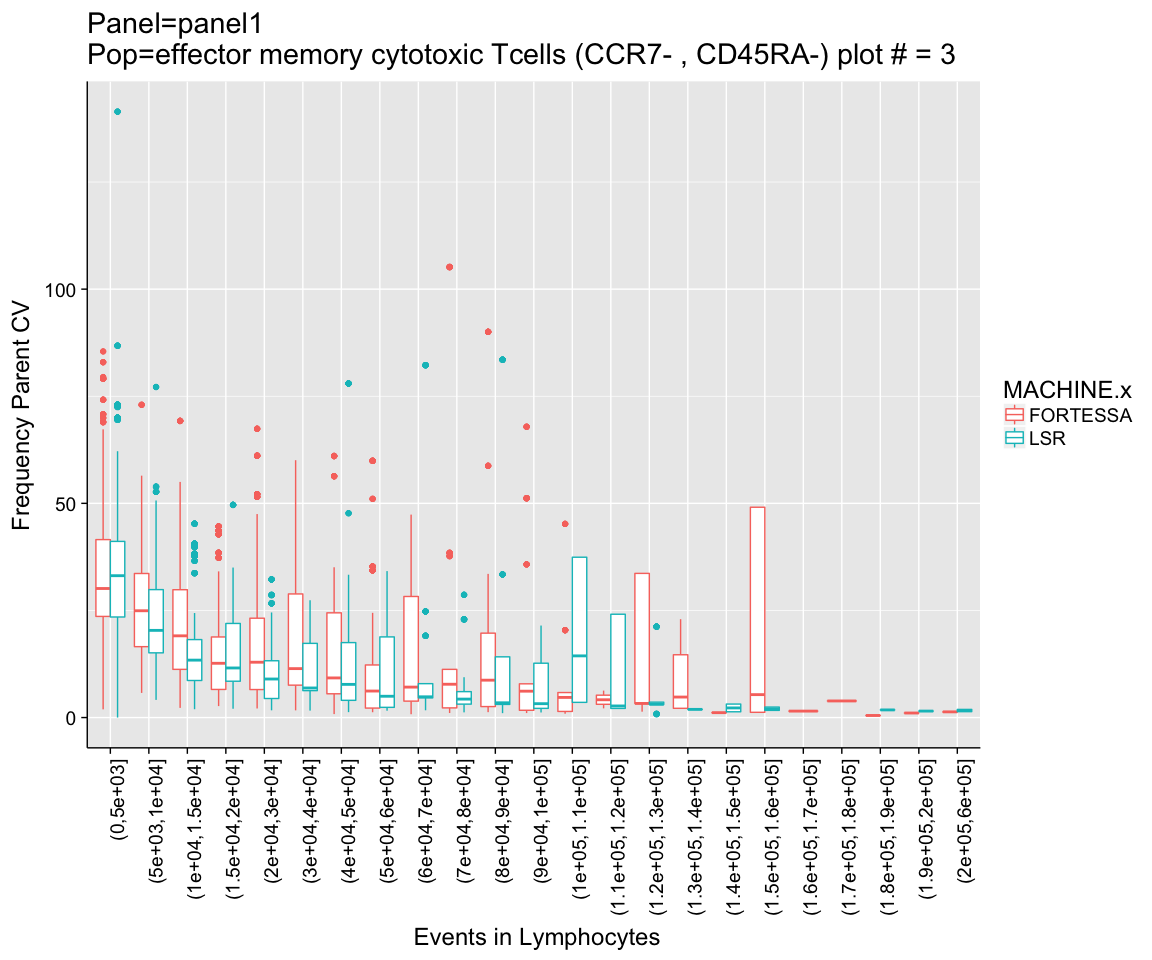 Panel=panel1
Pop=effector memory cytotoxic Tcells (CCR7- , CD45RA-) plot # = 3
Frequency Parent CV
100
50
0
MACHINE.x
FORTESSA
LSR
(0,5e+03]
(5e+03,1e+04]
(1e+04,1.5e+04]
(1.5e+04,2e+04]
(2e+04,3e+04]
(3e+04,4e+04]
(4e+04,5e+04]
(5e+04,6e+04]
(6e+04,7e+04]
(7e+04,8e+04]
(8e+04,9e+04]
(9e+04,1e+05]
(1e+05,1.1e+05]
(1.1e+05,1.2e+05]
(1.2e+05,1.3e+05]
(1.3e+05,1.4e+05]
(1.4e+05,1.5e+05]
(1.5e+05,1.6e+05]
(1.6e+05,1.7e+05]
(1.7e+05,1.8e+05]
(1.8e+05,1.9e+05]
(1.9e+05,2e+05]
(2e+05,6e+05]
Events in Lymphocytes